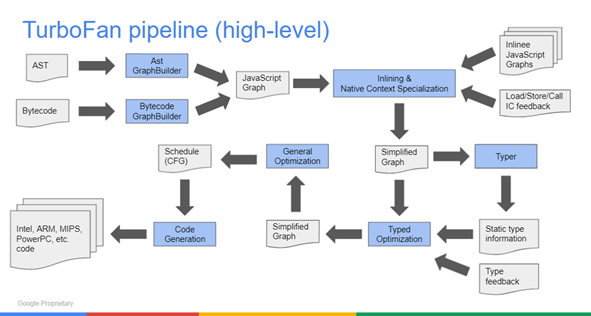 TurboFan pipeline (high-level)
AST
Ast
GraphBuilder
Bytecode
Bytecode
GraphBuilder
JavaScript
Graph
Inlining &
Native Context Specialization
Inlinee
JavaScript
Graphs
Load/Store/Call
IC feedback
Schedule
(CFG)
General
Optimization
Simplified
Graph
Typer
Intel, ARM, MIPS,
PowerPC, etc.
code
Code
Generation
Simplified
Graph
Typed
Optimization
Static type
information
Type
feedback
Google Proprietary